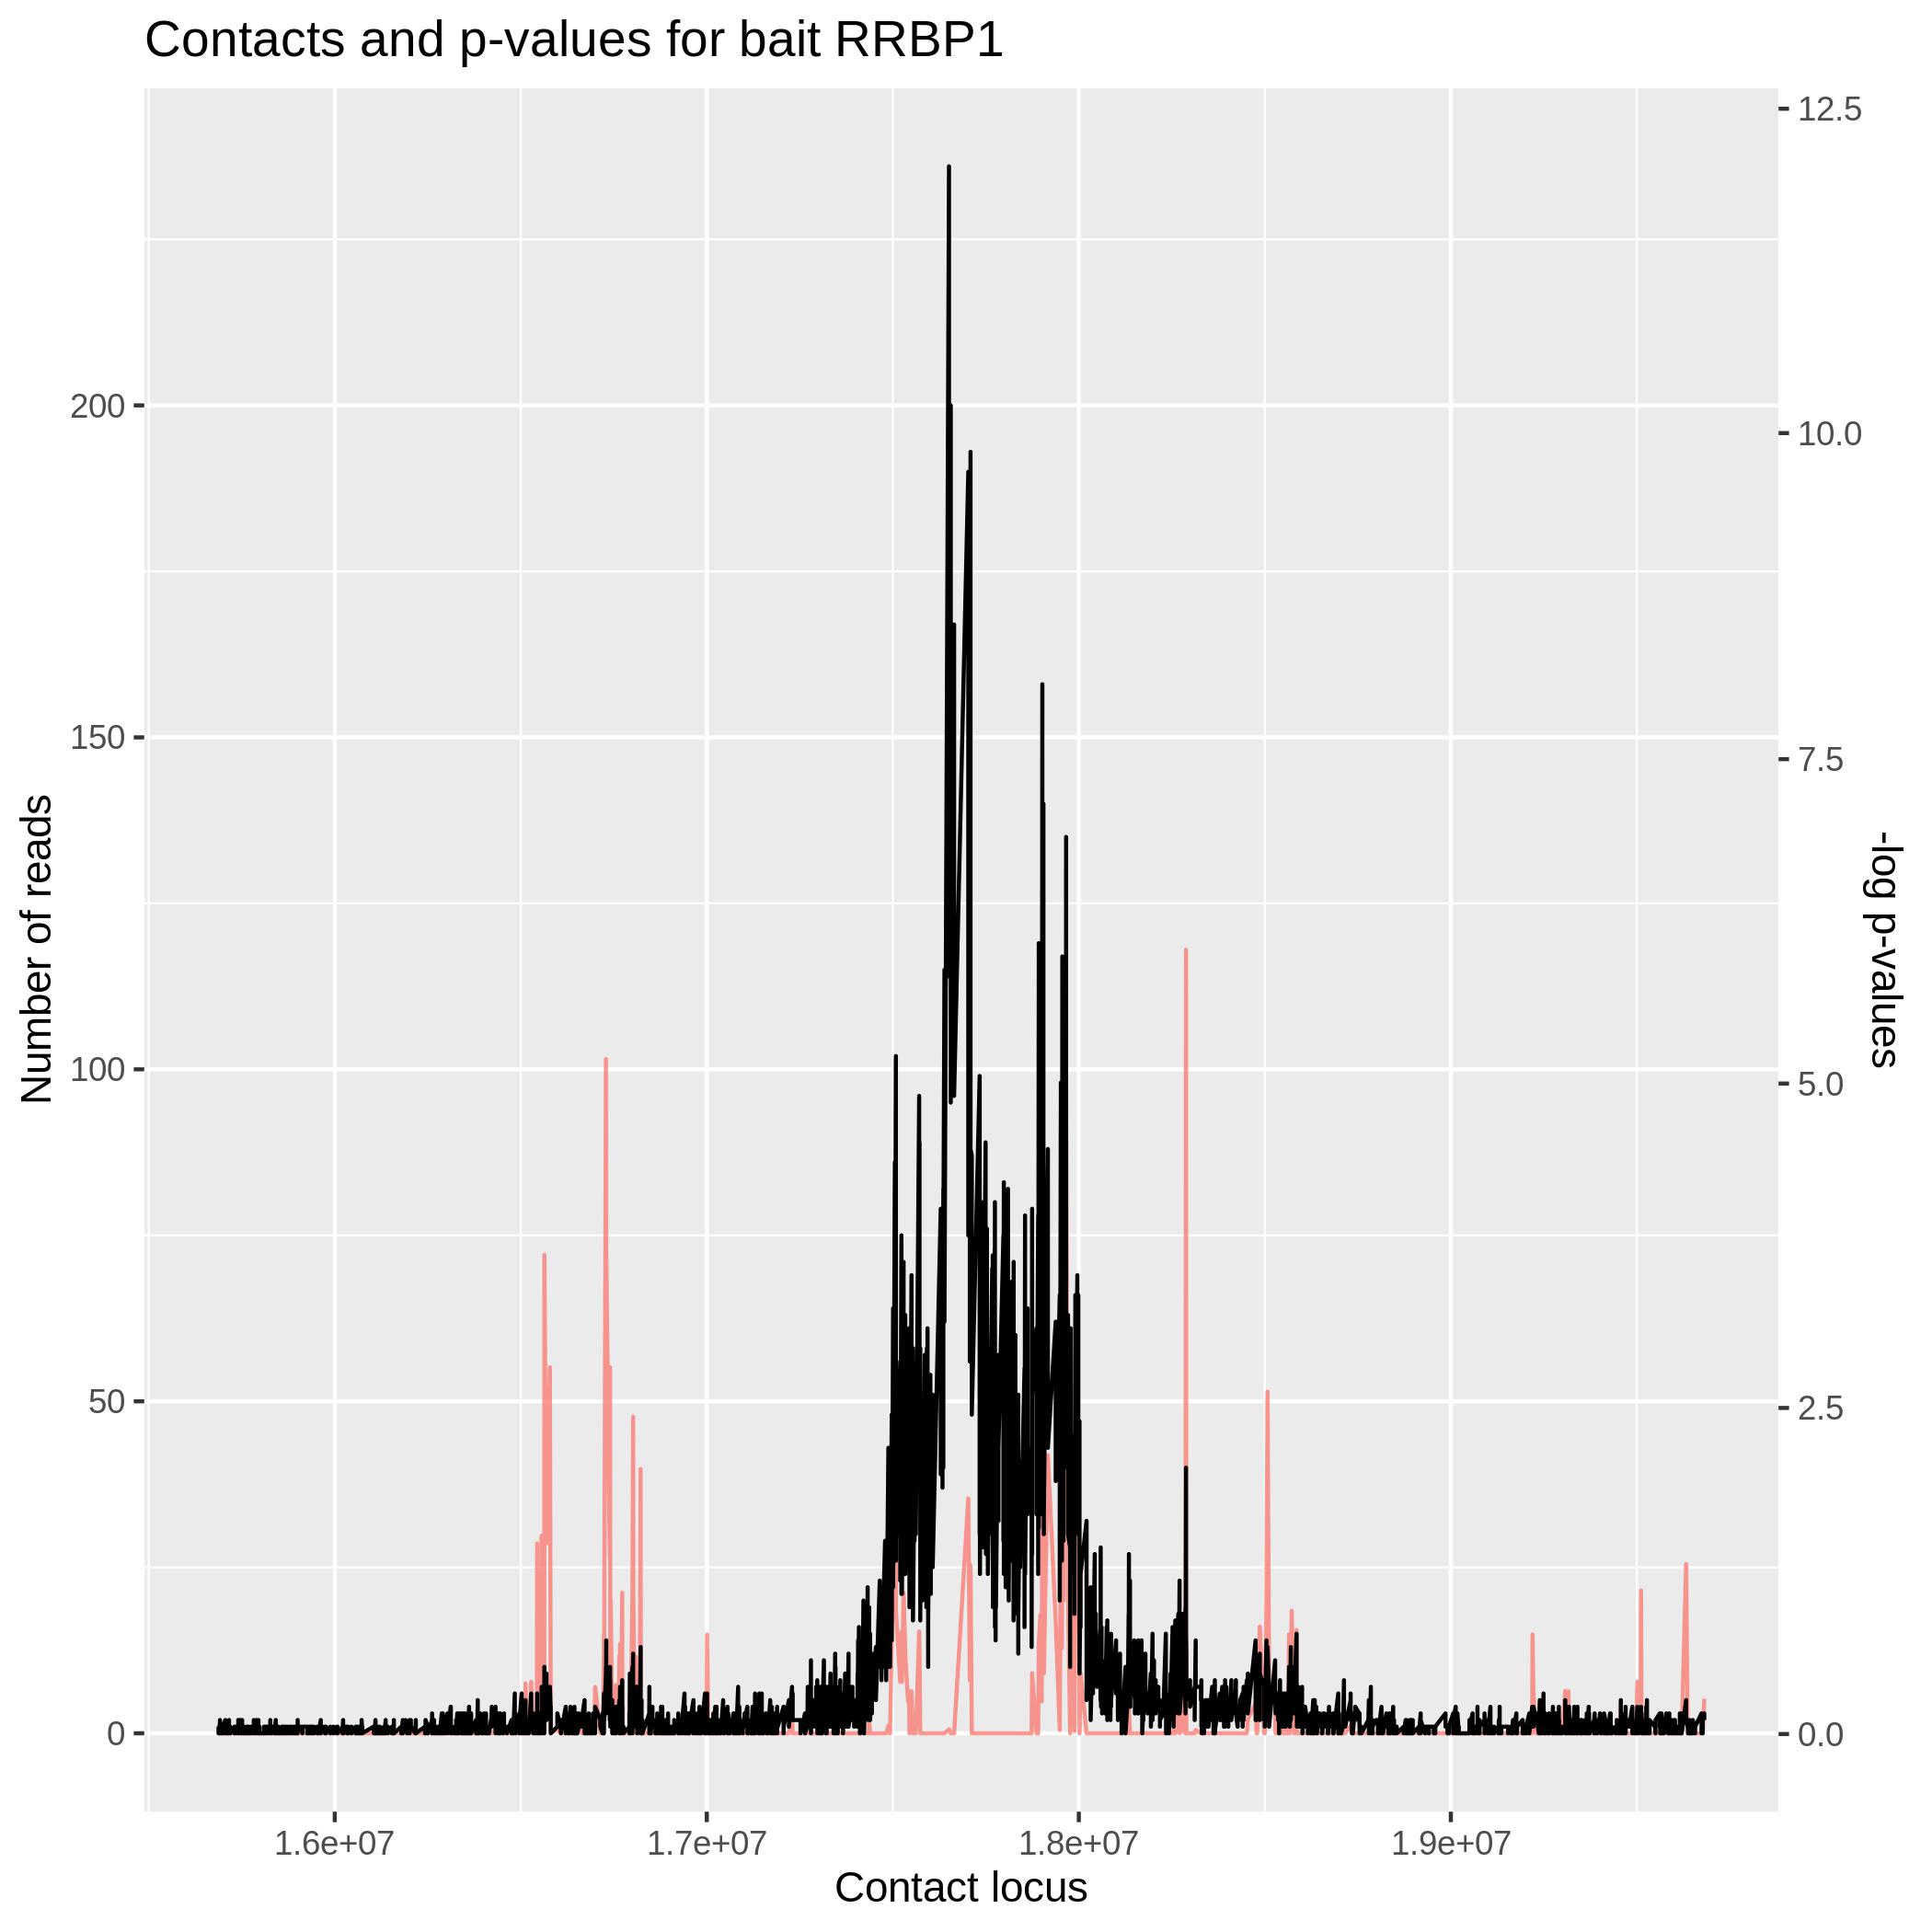 Contacts and p-values for bait RRBP1
12.5
10.0
7.5
5.0
2.5
0.0
200
150
100
50
0
Number of reads
-log p-values
1.6e+07
1.7e+07
1.8e+07
1.9e+07
Contact locus